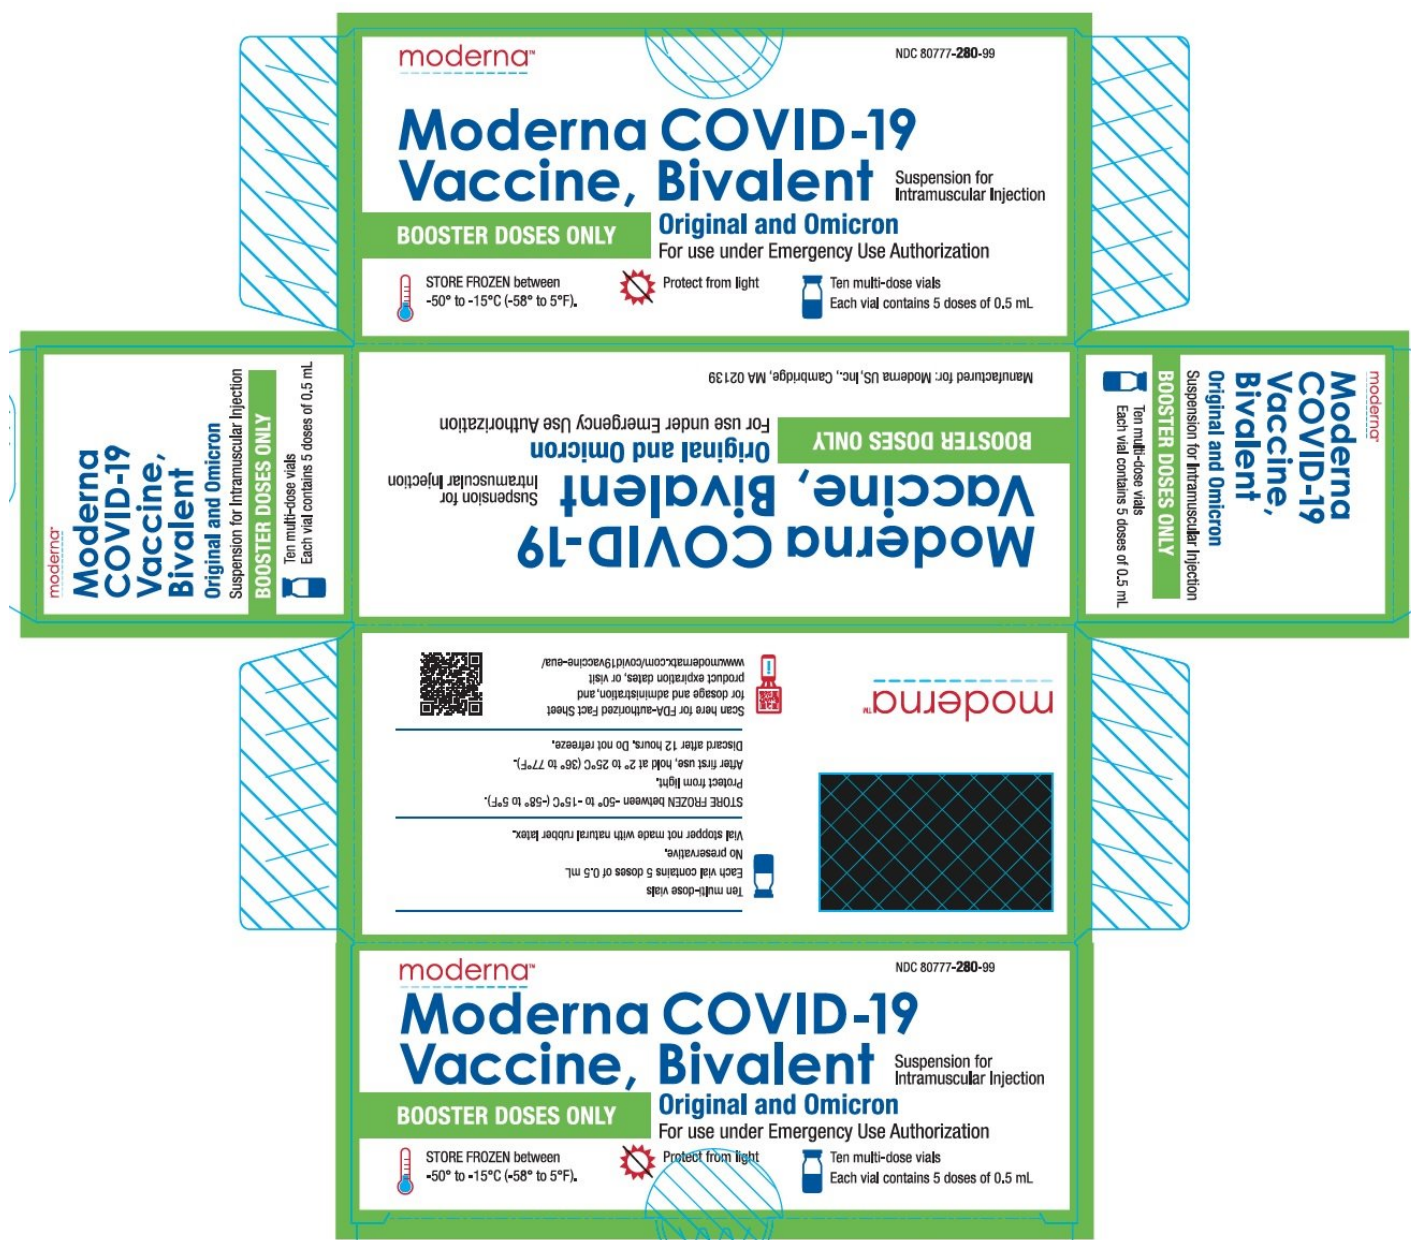 moderna™
NDC 80777-280-99
Moderna COVID-19
Vaccine, Bivalent
Suspension for
Intramuscular Injection
BOOSTER DOSES ONLY
Original and Omicron
For use under Emergency Use Authorization
STORE FROZEN between
-50° to -15°C (-58° to 5°F).
Protect from light
Ten multi-dose vials
Each vial contains 5 doses of 0.5 mL
moderna™
Moderna
COVID-19
Vaccine,
Bivalent
Original and Omicron
Suspension for Intramuscular Injection
BOOSTER DOSES ONLY
Ten multi-dose vials
Each vial contains 5 doses of 0.5 mL
Moderna COVID-19
Vaccine, Bivalent
Suspension for
Intramuscular Injection
BOOSTER DOSES ONLY
Original and Omicron
For use under Emergency Use Authorization
Manufactured for: Moderna US, Inc., Cambridge, MA 02139
moderna™
Moderna
COVID-19
Vaccine,
Bivalent
Original and Omicron
Suspension for Intramuscular Injection
BOOSTER DOSES ONLY
Ten multi-dose vials
Each vial contains 5 doses of 0.5 mL
Ten multi-dose vials
Each vial contains 5 doses of 0.5 mL
No preservative.
Vial stopper not made with natural rubber latex.
STORE FROZEN between -50° to -15°C (-58° to 5°F).
Protect from light.
After first use, hold at 2° to 25°C (36° to 77°F).
Discard after 12 hours. Do not refreeze.
Scan here for FDA-authorized Fact Sheet
for dosage and administration, and
product expiration dates, or visit
www.modernatx.com/covid19vaccine-eua/
moderna™
moderna™
NDC 80777-280-99
Moderna COVID-19
Vaccine, Bivalent
Suspension for
Intramuscular Injection
BOOSTER DOSES ONLY
Original and Omicron
For use under Emergency Use Authorization
STORE FROZEN between
-50° to -15°C (-58° to 5°F).
Protect from light
Ten multi-dose vials
Each vial contains 5 doses of 0.5 mL